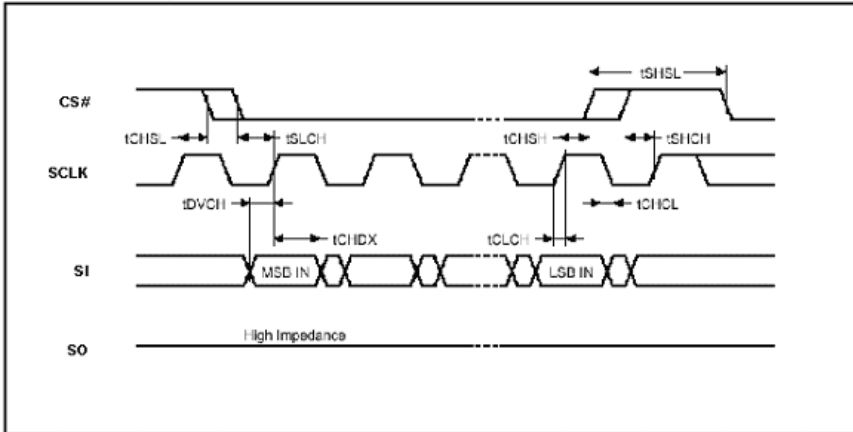 tSHSL
CS#
tCHSL
tSLCH
tCHSH
tSHCH
SCLK
tDVCH
tCHCL
tCHDX
tCLCH
SI
MSB IN
LSB IN
High Impedance
SO